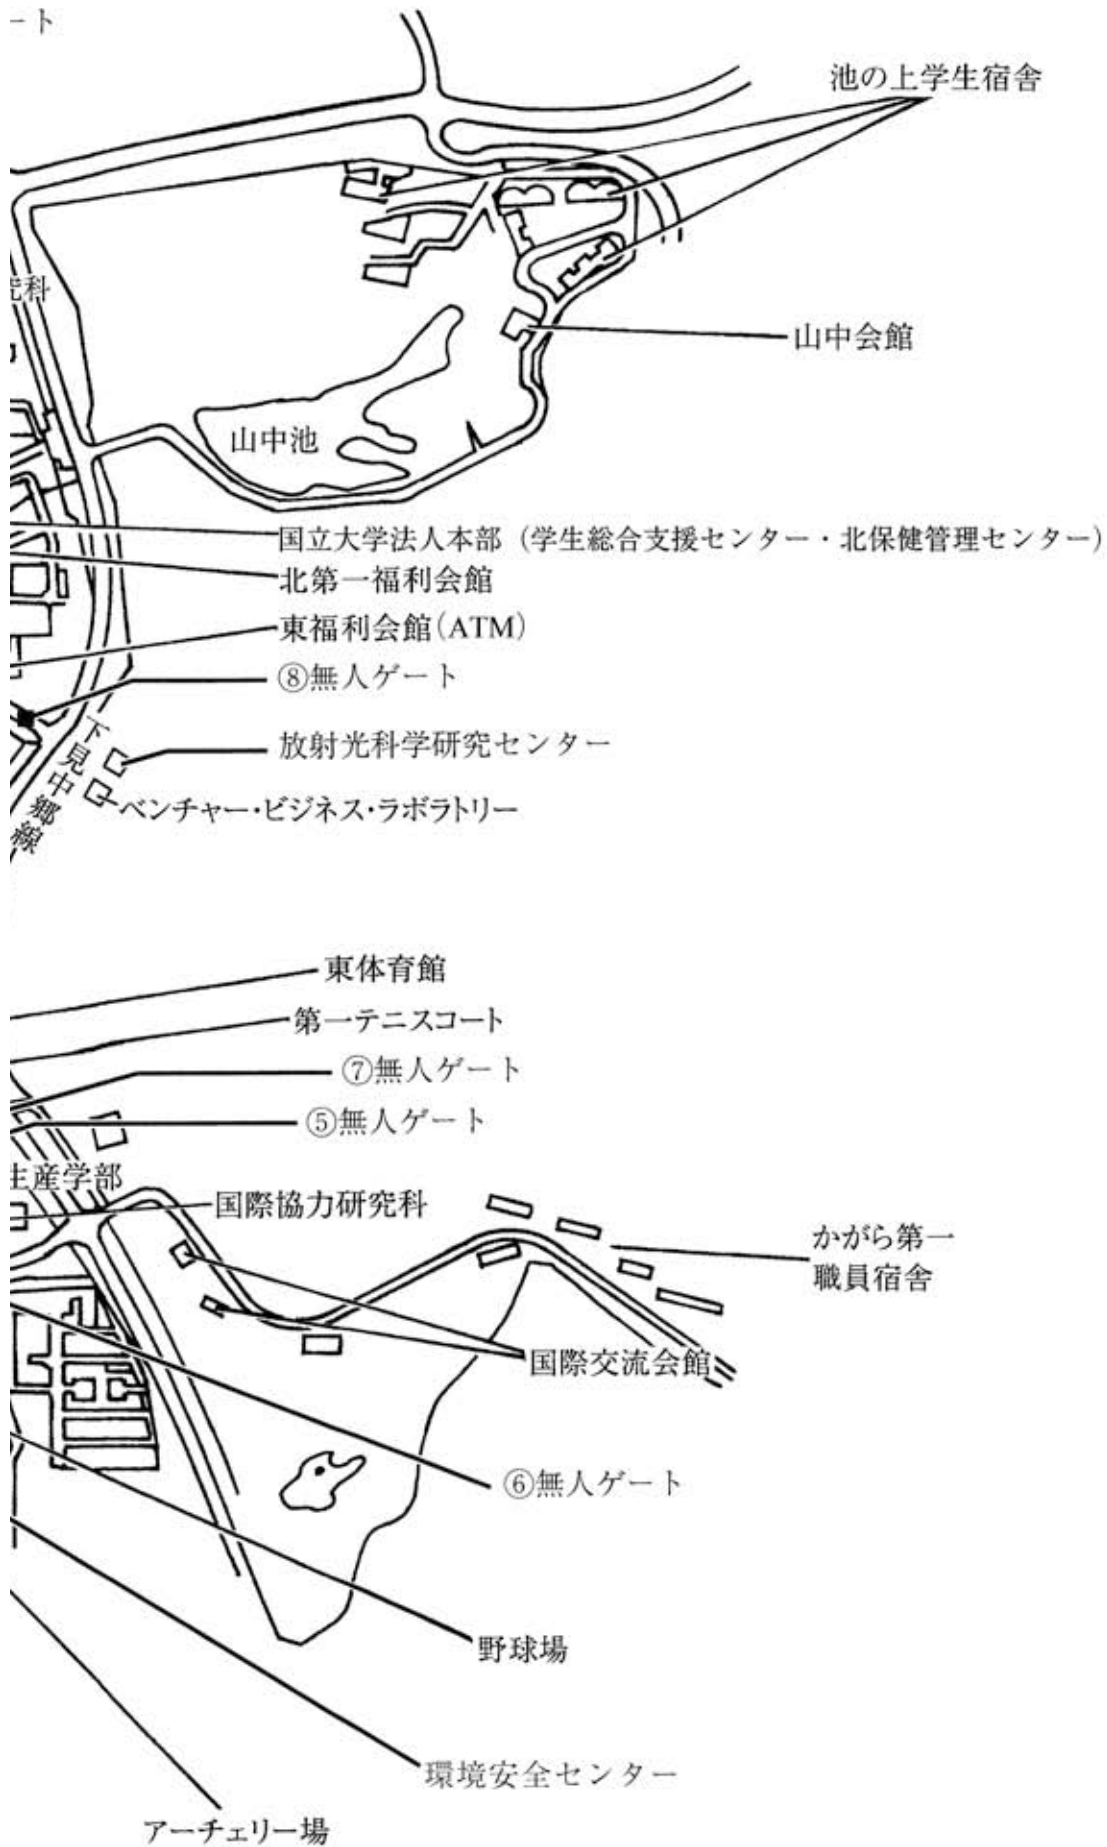 ート
池の上学生宿舎
究科
山中会館
山中池
国立大学法人本部（学生総合支援センター・北保健管理センター）
北第一福利会館
東福利会館（ATM）
⑧無人ゲート
下見中郷線
放射光科学研究センター
ベンチャー・ビジネス・ラボラトリー
東体育館
第一テニスコート
⑦無人ゲート
⑤無人ゲート
生産学部
国際協力研究科
かがら第一
職員宿舎
国際交流会館
⑥無人ゲート
野球場
環境安全センター
アーチェリー場